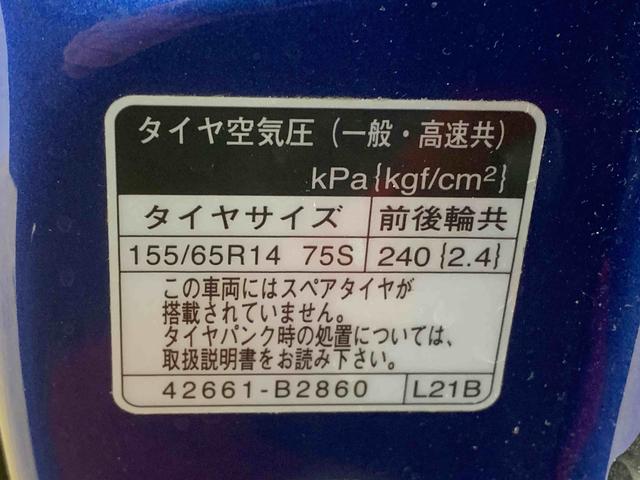 タイヤ空気圧（一般・高速共）
kPa{kgf/cm²}
タイヤサイズ 前後輪共
155/65R14 75S 240{2.4}
この車両にはスペアタイヤが
搭載されていません。
タイヤパンク時の処置については、
取扱説明書をお読み下さい。
42661-B2860 L21B